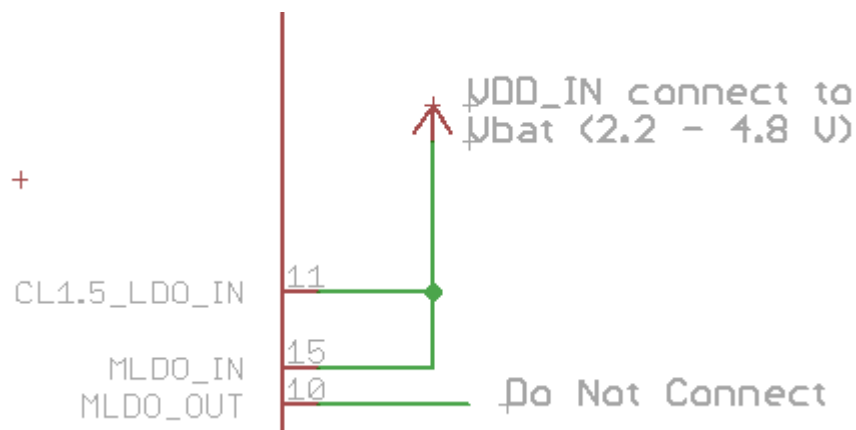 VDD_IN connect to
Vbat (2.2 - 4.8 V)
11
CL1.5_LDO_IN
15
MLDO_IN
10
MLDO_OUT
Do Not Connect